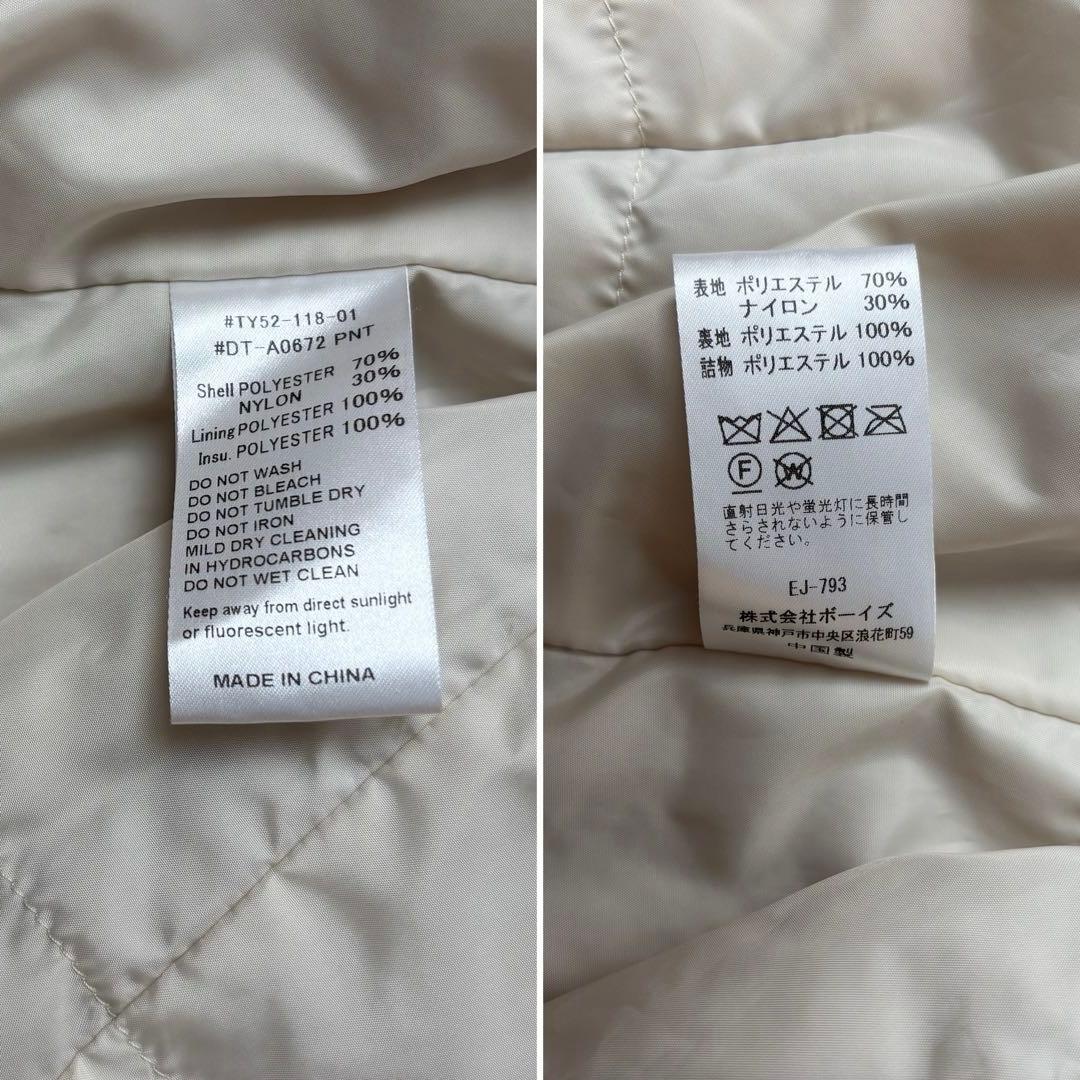 #TY52-118-01
#DT-A0672 PNT
Shell POLYESTER 70%
NYLON 30%
Lining POLYESTER 100%
Insu. POLYESTER 100%
DO NOT WASH
DO NOT BLEACH
DO NOT TUMBLE DRY
DO NOT IRON
MILD DRY CLEANING
IN HYDROCARBONS
DO NOT WET CLEAN
Keep away from direct sunlight
or fluorescent light.
MADE IN CHINA
表地 ポリエステル 70%
ナイロン 30%
裏地 ポリエステル 100%
詰物 ポリエステル 100%
F W
直射日光や蛍光灯に長時間
さらされないように保管し
てください。
EJ-793
株式会社ボーイズ
兵庫県神戸市中央区浪花町59
中国製